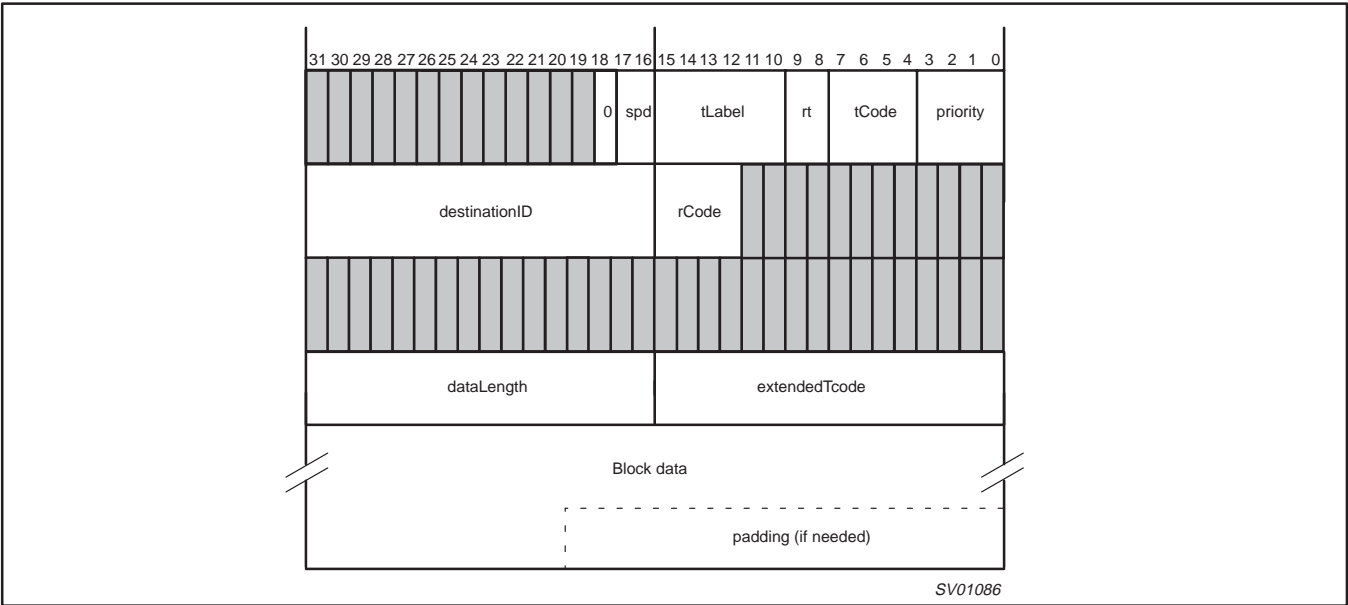 31 30 29 28 27 26 25 24 23 22 21 20 19 18 17 16 15 14 13 12 11 10 9 8 7 6 5 4 3 2 1 0
0 spd tLabel rt tCode priority
destinationID rCode
dataLength extendedTcode
Block data
padding (if needed)
SV01086